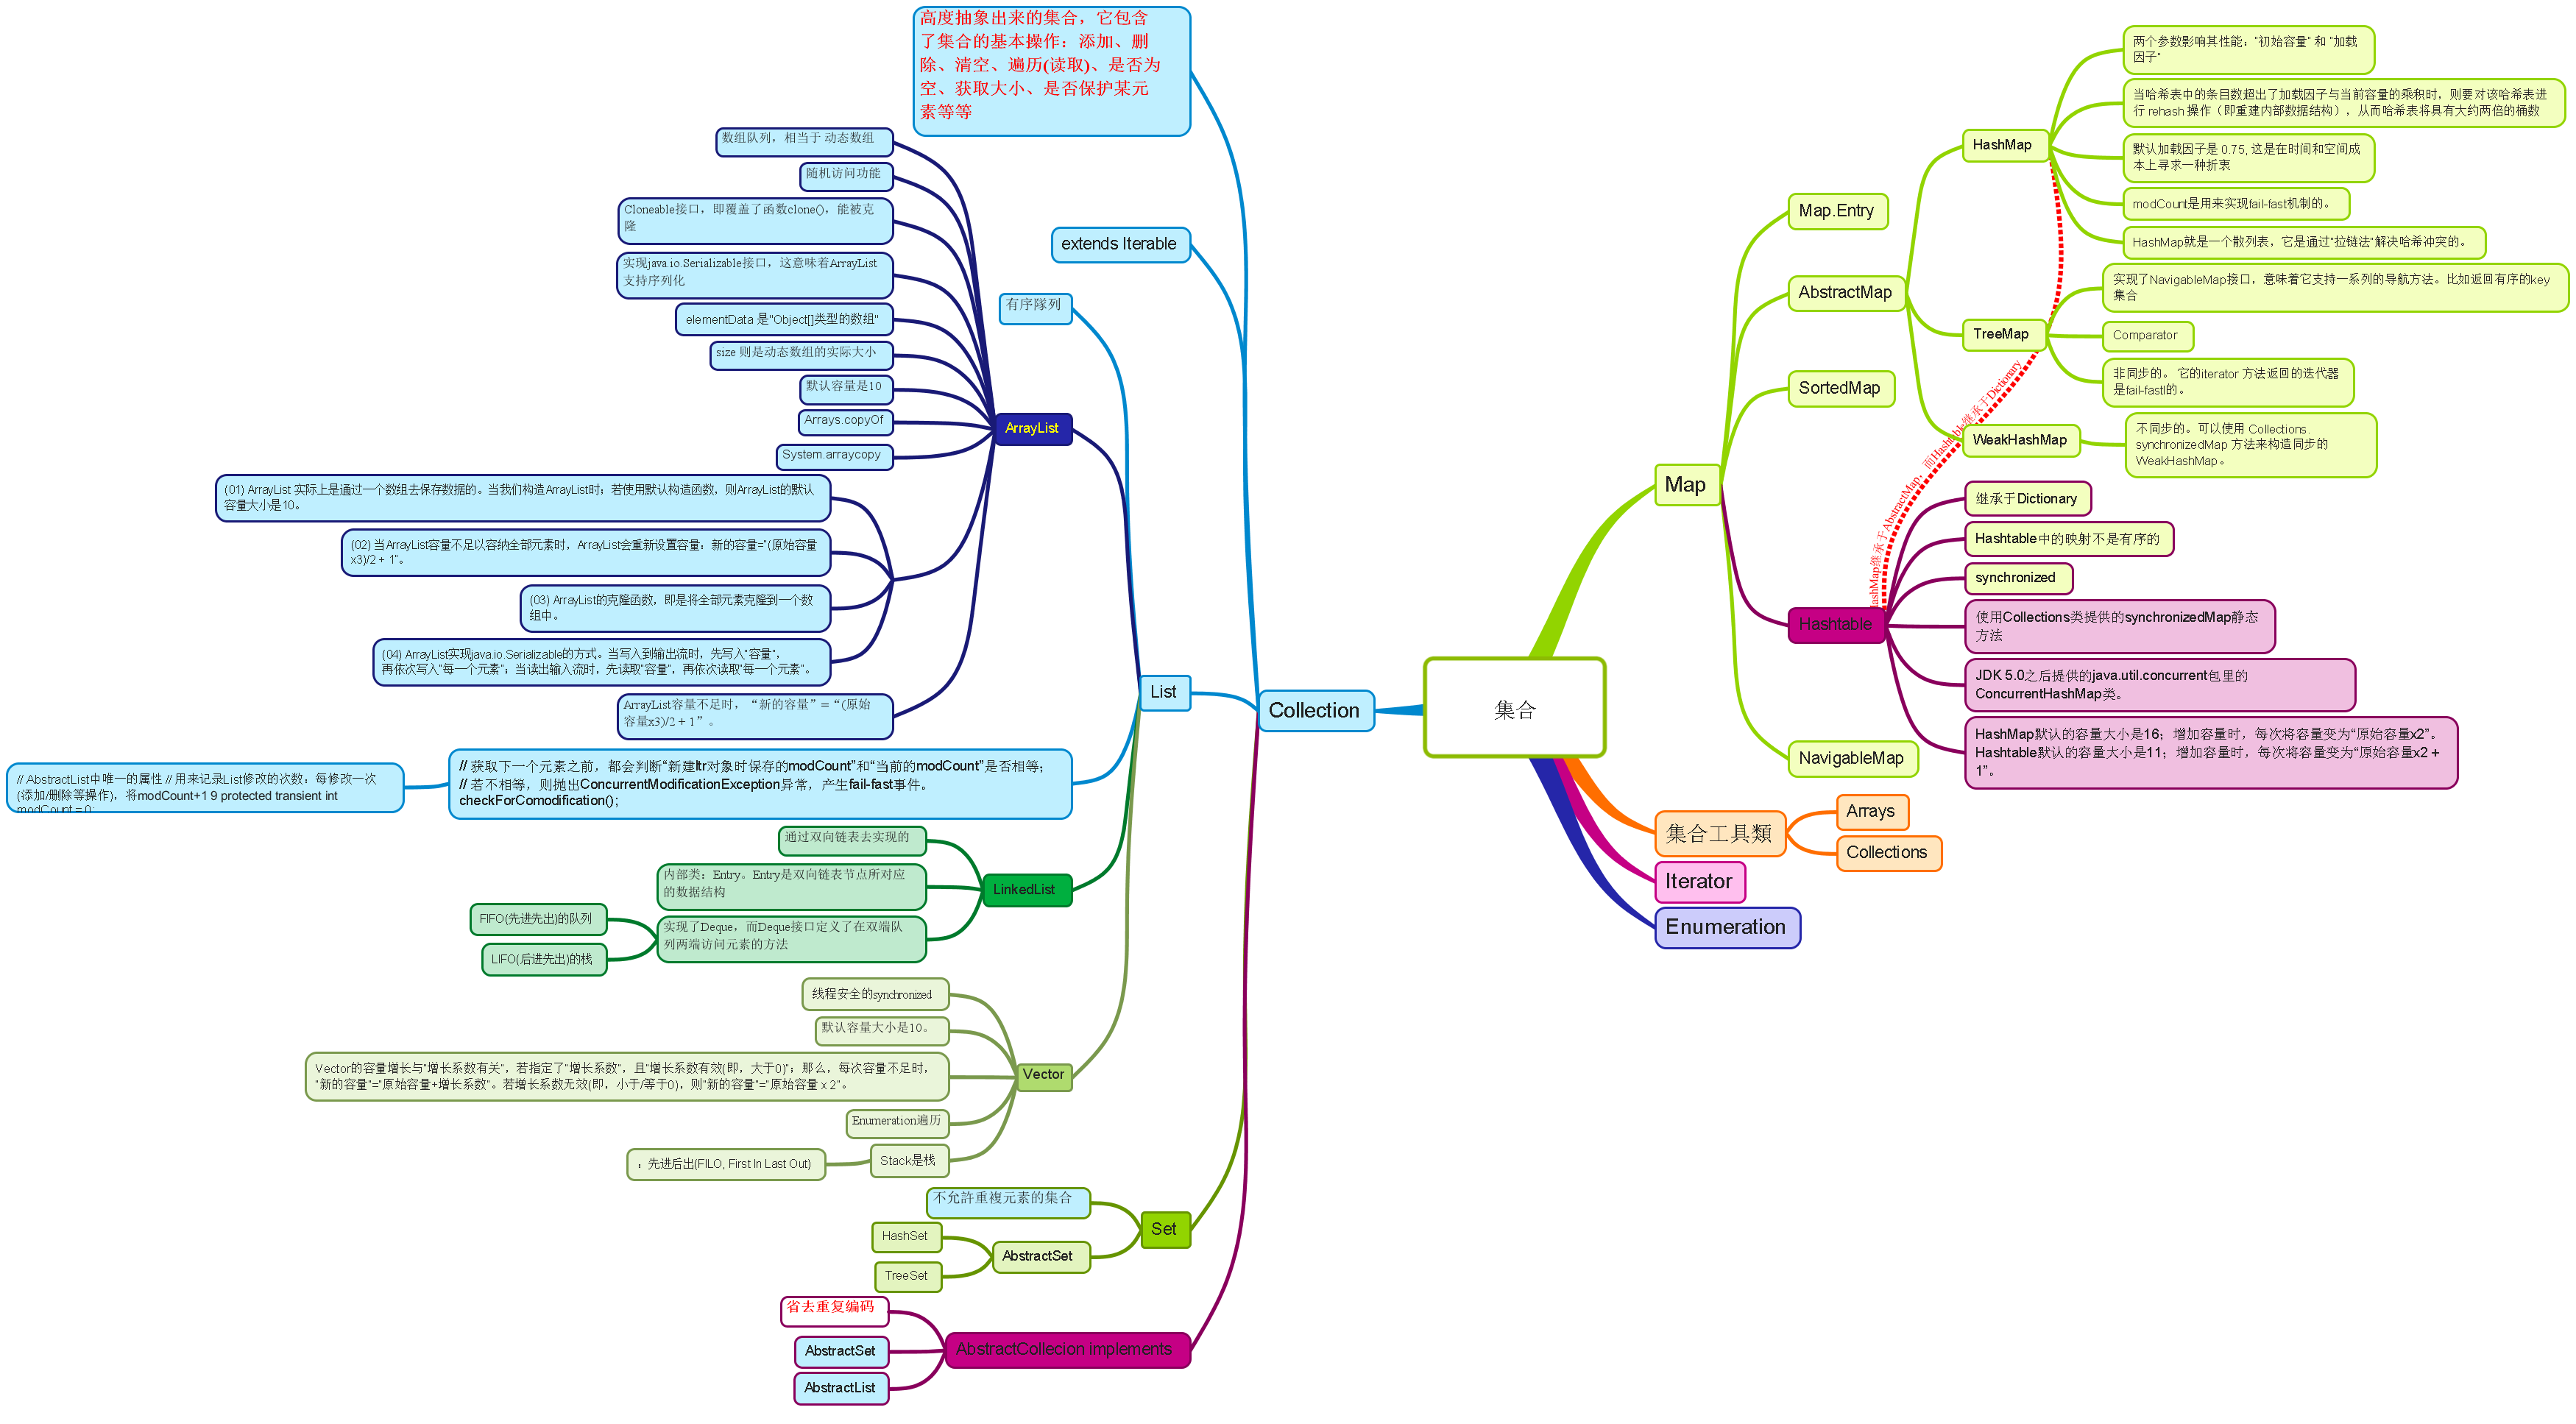 高度抽象出来的集合，它包含
了集合的基本操作：添加、删
除、清空、遍历(读取)、是否为
空、获取大小、是否保护某元
素等等
extends Iterable
有序隊列
数组队列，相当于 动态数组
随机访问功能
Cloneable接口，即覆盖了函数clone()，能被克
隆
实现java.io.Serializable接口，这意味着ArrayList
支持序列化
elementData 是"Object[]类型的数组"
size 则是动态数组的实际大小
默认容量是10
Arrays.copyOf
System.arraycopy
ArrayList
(01) ArrayList 实际上是通过一个数组去保存数据的。当我们构造ArrayList时；若使用默认构造函数，则ArrayList的默认
容量大小是10。
(02) 当ArrayList容量不足以容纳全部元素时，ArrayList会重新设置容量：新的容量="(原始容量
x3)/2 + 1"。
(03) ArrayList的克隆函数，即是将全部元素克隆到一个数
组中。
(04) ArrayList实现java.io.Serializable的方式。当写入到输出流时，先写入"容量"，
再依次写入"每一个元素"；当读出输入流时，先读取"容量"，再依次读取"每一个元素"。
ArrayList容量不足时，“新的容量”=“(原始
容量x3)/2 + 1”。
List
Collection
集合
// 获取下一个元素之前，都会判断“新建Itr对象时保存的modCount”和“当前的modCount”是否相等；
// 若不相等，则抛出ConcurrentModificationException异常，产生fail-fast事件。
checkForComodification();
// AbstractList中唯一的属性 // 用来记录List修改的次数：每修改一次
(添加/删除等操作)，将modCount+1 9 protected transient int
modCount = 0;
通过双向链表去实现的
内部类：Entry。Entry是双向链表节点所对应
的数据结构
实现了Deque，而Deque接口定义了在双端队
列两端访问元素的方法
FIFO(先进先出)的队列
LIFO(后进先出)的栈
LinkedList
线程安全的synchronized
默认容量大小是10。
Vector的容量增长与"增长系数有关"，若指定了"增长系数"，且"增长系数有效(即，大于0)"；那么，每次容量不足时，
"新的容量"="原始容量+增长系数"。若增长系数无效(即，小于/等于0)，则"新的容量"="原始容量 x 2"。
Enumeration遍历
Stack是栈
：先进后出(FILO, First In Last Out)
Vector
不允許重複元素的集合
HashSet
TreeSet
AbstractSet
Set
省去重复编码
AbstractSet
AbstractList
AbstractCollecion implements
Map
Map.Entry
AbstractMap
SortedMap
Hashtable
NavigableMap
HashMap
两个参数影响其性能："初始容量" 和 "加载
因子"
当哈希表中的条目数超出了加载因子与当前容量的乘积时，则要对该哈希表进
行 rehash 操作（即重建内部数据结构），从而哈希表将具有大约两倍的桶数
默认加载因子是 0.75, 这是在时间和空间成
本上寻求一种折衷
modCount是用来实现fail-fast机制的。
HashMap就是一个散列表，它是通过"拉链法"解决哈希冲突的。
TreeMap
实现了NavigableMap接口，意味着它支持一系列的导航方法。比如返回有序的key
集合
Comparator
非同步的。 它的iterator 方法返回的迭代器
是fail-fastl的。
WeakHashMap
不同步的。可以使用 Collections.
synchronizedMap 方法来构造同步的
WeakHashMap。
HashMap继承于AbstractMap，而Hashtable继承于Dictionary
继承于Dictionary
Hashtable中的映射不是有序的
synchronized
使用Collections类提供的synchronizedMap静态
方法
JDK 5.0之后提供的java.util.concurrent包里的
ConcurrentHashMap类。
HashMap默认的容量大小是16；增加容量时，每次将容量变为“原始容量x2”。
Hashtable默认的容量大小是11；增加容量时，每次将容量变为“原始容量x2 +
1”。
集合工具類
Arrays
Collections
Iterator
Enumeration